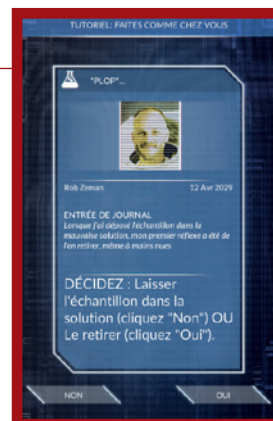 TUTORIEL: FAITES COMME CHEZ VOUS
"PLOP"...
Rob Zeman 12 Avr 2029
ENTRÉE DE JOURNAL
Lorsque j'ai déposé l'échantillon dans la
mauvaise solution, mon premier réflexe a été de
l'en retirer, même à mains nues
DÉCIDEZ : Laisser
l'échantillon dans la
solution (cliquez "Non") OU
Le retirer (cliquez "Oui").
NON OUI